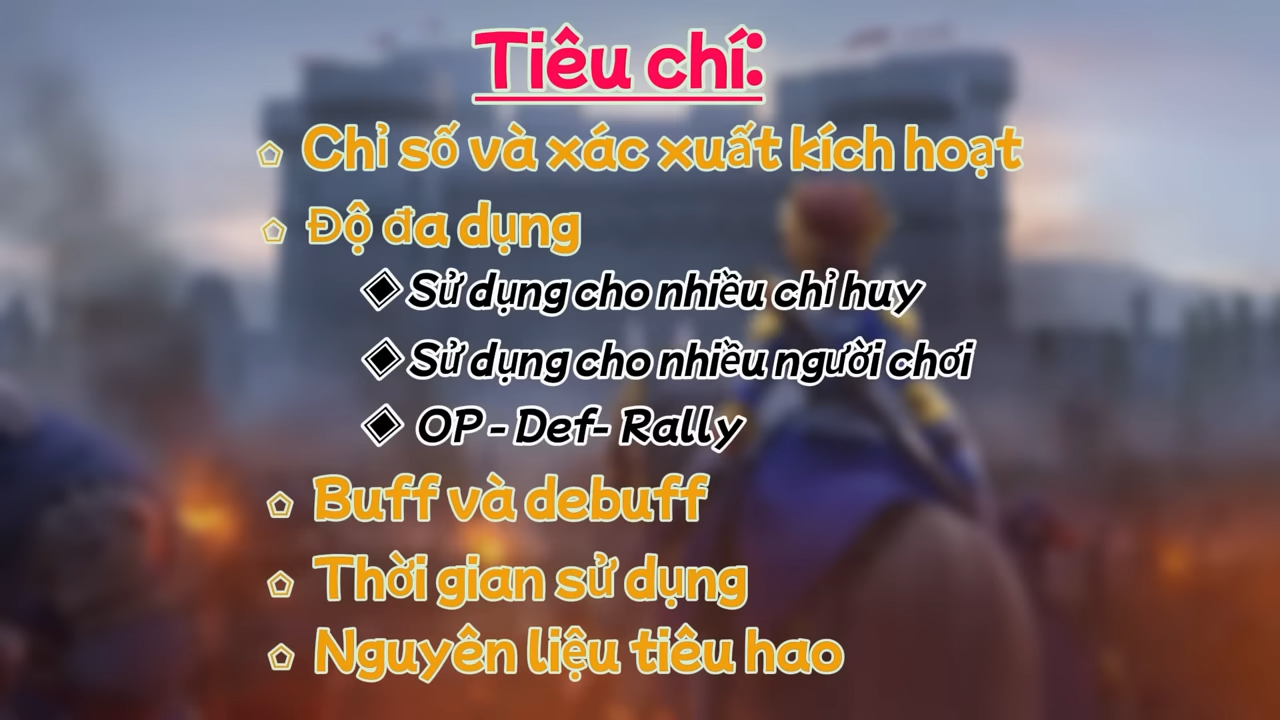 Tiêu chí:
Chỉ số và xác xuất kích hoạt
Độ đa dụng
Sử dụng cho nhiều chỉ huy
Sử dụng cho nhiều người chơi
OP - Def- Rally
Buff và debuff
Thời gian sử dụng
Nguyên liệu tiêu hao